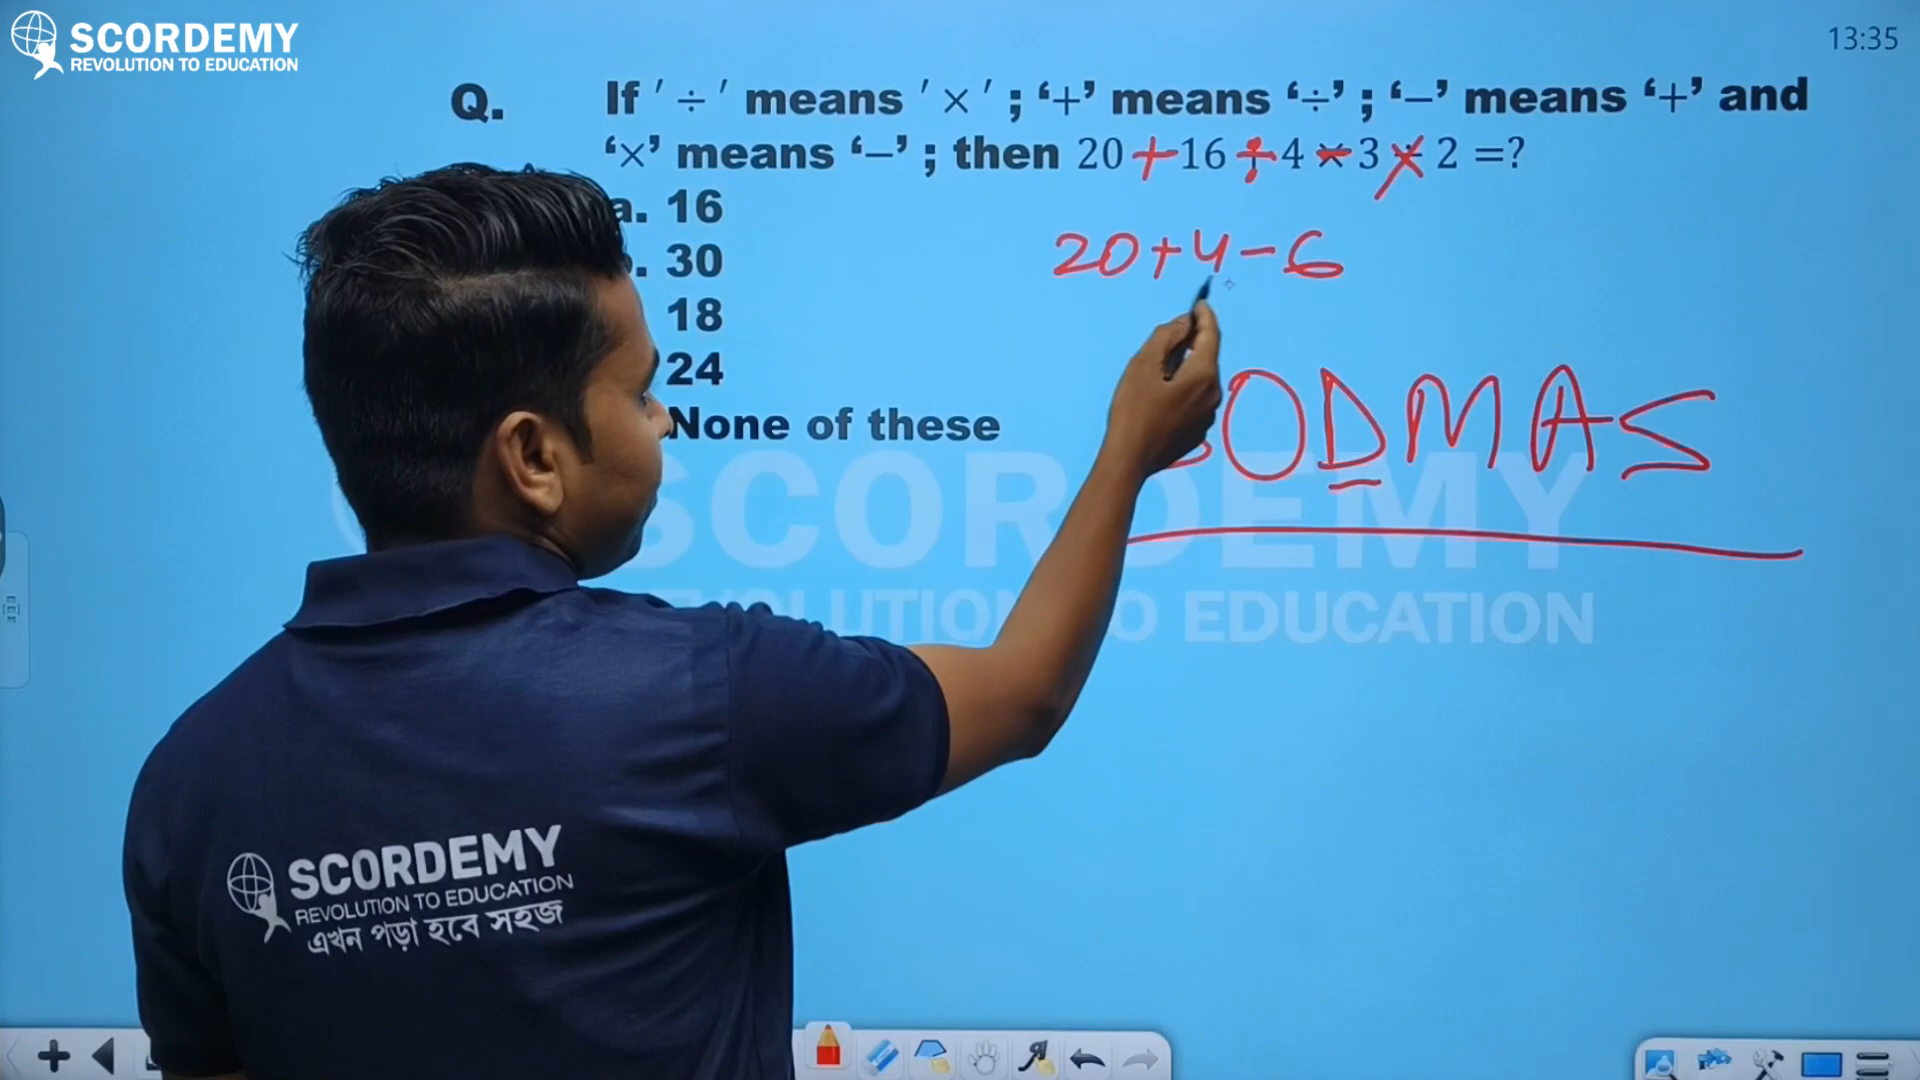 SCORDEMY
REVOLUTION TO EDUCATION
13:35
Q. If ' ÷ ' means ' × ' ; ‘+’ means ‘÷’ ; ‘−’ means ‘+’ and
‘×’ means ‘−’ ; then 20 + 16 ÷ 4 − 3 × 2 =?
a. 16
. 30
18
24
None of these
20+4-6
ODMAS
SCORDEMY
REVOLUTION TO EDUCATION
SCORDEMY
REVOLUTION TO EDUCATION
এখন পড়া হবে সহজ